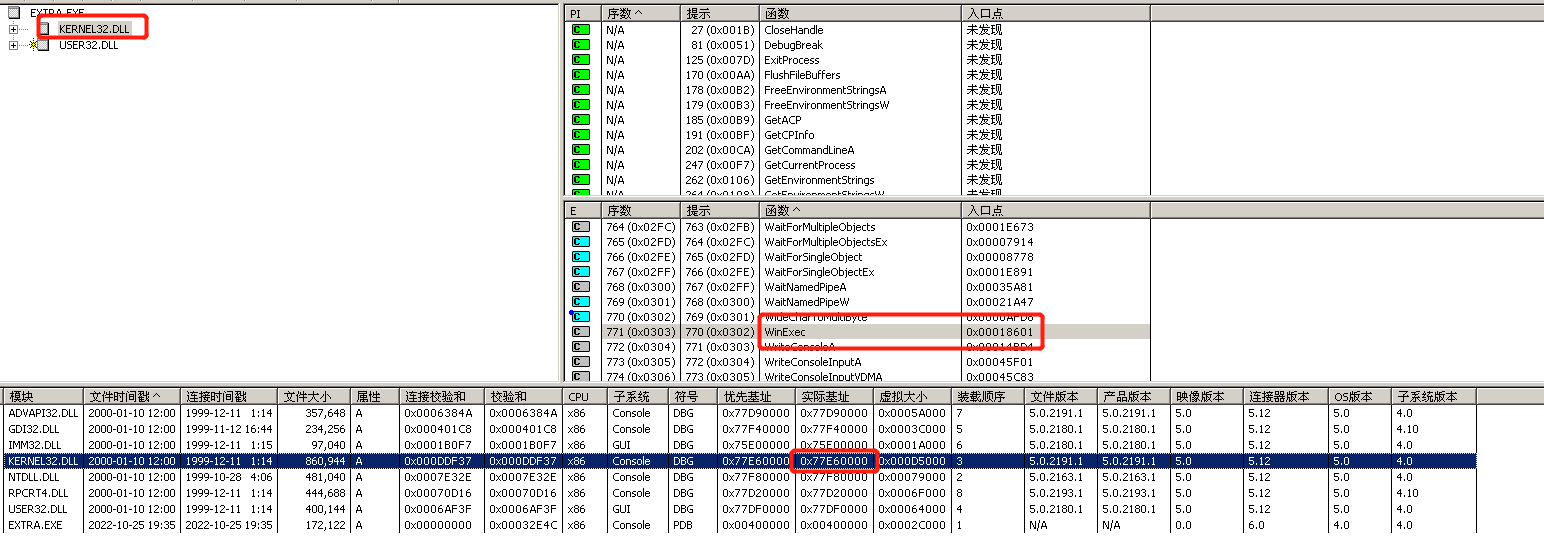 EXTRA.EXE
KERNEL32.DLL
USER32.DLL
PI 序数 ^ 提示 函数 入口点
C N/A 27 (0x001B) CloseHandle 未发现
C N/A 81 (0x0051) DebugBreak 未发现
C N/A 125 (0x007D) ExitProcess 未发现
C N/A 170 (0x00AA) FlushFileBuffers 未发现
C N/A 178 (0x00B2) FreeEnvironmentStringsA 未发现
C N/A 179 (0x00B3) FreeEnvironmentStringsW 未发现
C N/A 185 (0x00B9) GetACP 未发现
C N/A 191 (0x00BF) GetCPInfo 未发现
C N/A 202 (0x00CA) GetCommandLineA 未发现
C N/A 247 (0x00F7) GetCurrentProcess 未发现
C N/A 262 (0x0106) GetEnvironmentStrings 未发现
C N/A 264 (0x0108) GetEnvironmentStringsW 未发现
E 序数 提示 函数 ^ 入口点
C 764 (0x02FC) 763 (0x02FB) WaitForMultipleObjects 0x0001E673
C 765 (0x02FD) 764 (0x02FC) WaitForMultipleObjectsEx 0x00007914
C 766 (0x02FE) 765 (0x02FD) WaitForSingleObject 0x00008778
C 767 (0x02FF) 766 (0x02FE) WaitForSingleObjectEx 0x0001E891
C 768 (0x0300) 767 (0x02FF) WaitNamedPipeA 0x00035A81
C 769 (0x0301) 768 (0x0300) WaitNamedPipeW 0x00021A47
C 770 (0x0302) 769 (0x0301) WideCharToMultiByte 0x0000AFD8
C 771 (0x0303) 770 (0x0302) WinExec 0x00018601
C 772 (0x0304) 771 (0x0303) WriteConsoleA 0x00014BD4
C 773 (0x0305) 772 (0x0304) WriteConsoleInputA 0x00045F01
C 774 (0x0306) 773 (0x0305) WriteConsoleInputVDMA 0x00045C83
模块 文件时间戳 ^ 连接时间戳 文件大小 属性 连接校验和 校验和 CPU 子系统 符号 优先基址 实际基址 虚拟大小 装载顺序 文件版本 产品版本 映像版本 连接器版本 OS版本 子系统版本
ADVAPI32.DLL 2000-01-10 12:00 1999-12-11 1:14 357,648 A 0x0006384A 0x0006384A x86 Console DBG 0x77D90000 0x77D90000 0x0005A000 7 5.0.2191.1 5.0.2191.1 5.0 5.12 5.0 4.0
GDI32.DLL 2000-01-10 12:00 1999-11-12 16:44 234,256 A 0x000401C8 0x000401C8 x86 Console DBG 0x77F40000 0x77F40000 0x0003C000 5 5.0.2180.1 5.0.2180.1 5.0 5.12 5.0 4.10
IMM32.DLL 2000-01-10 12:00 1999-12-11 1:15 97,040 A 0x0001B0F7 0x0001B0F7 x86 GUI DBG 0x75E00000 0x75E00000 0x0001A000 6 5.0.2180.1 5.0.2180.1 5.0 5.12 5.0 4.0
KERNEL32.DLL 2000-01-10 12:00 1999-12-11 1:14 860,944 A 0x000DDF37 0x000DDF37 x86 Console DBG 0x77E60000 0x77E60000 0x000D5000 3 5.0.2191.1 5.0.2191.1 5.0 5.12 5.0 4.0
NTDLL.DLL 2000-01-10 12:00 1999-10-28 4:06 481,040 A 0x0007E32E 0x0007E32E x86 Console DBG 0x77F80000 0x77F80000 0x00079000 2 5.0.2163.1 5.0.2163.1 5.0 5.12 5.0 4.0
RPCRT4.DLL 2000-01-10 12:00 1999-12-11 1:14 444,688 A 0x00070D16 0x00070D16 x86 Console DBG 0x77D20000 0x77D20000 0x0006F000 8 5.0.2193.1 5.0.2193.1 5.0 5.12 5.0 4.10
USER32.DLL 2000-01-10 12:00 1999-12-11 1:14 400,144 A 0x0006AF3F 0x0006AF3F x86 GUI DBG 0x77DF0000 0x77DF0000 0x00064000 4 5.0.2180.1 5.0.2180.1 5.0 5.12 5.0 4.0
EXTRA.EXE 2022-10-25 19:35 2022-10-25 19:35 172,122 A 0x00000000 0x00032E4C x86 Console PDB 0x00400000 0x00400000 0x0002C000 1 N/A N/A 0.0 6.0 4.0 4.0